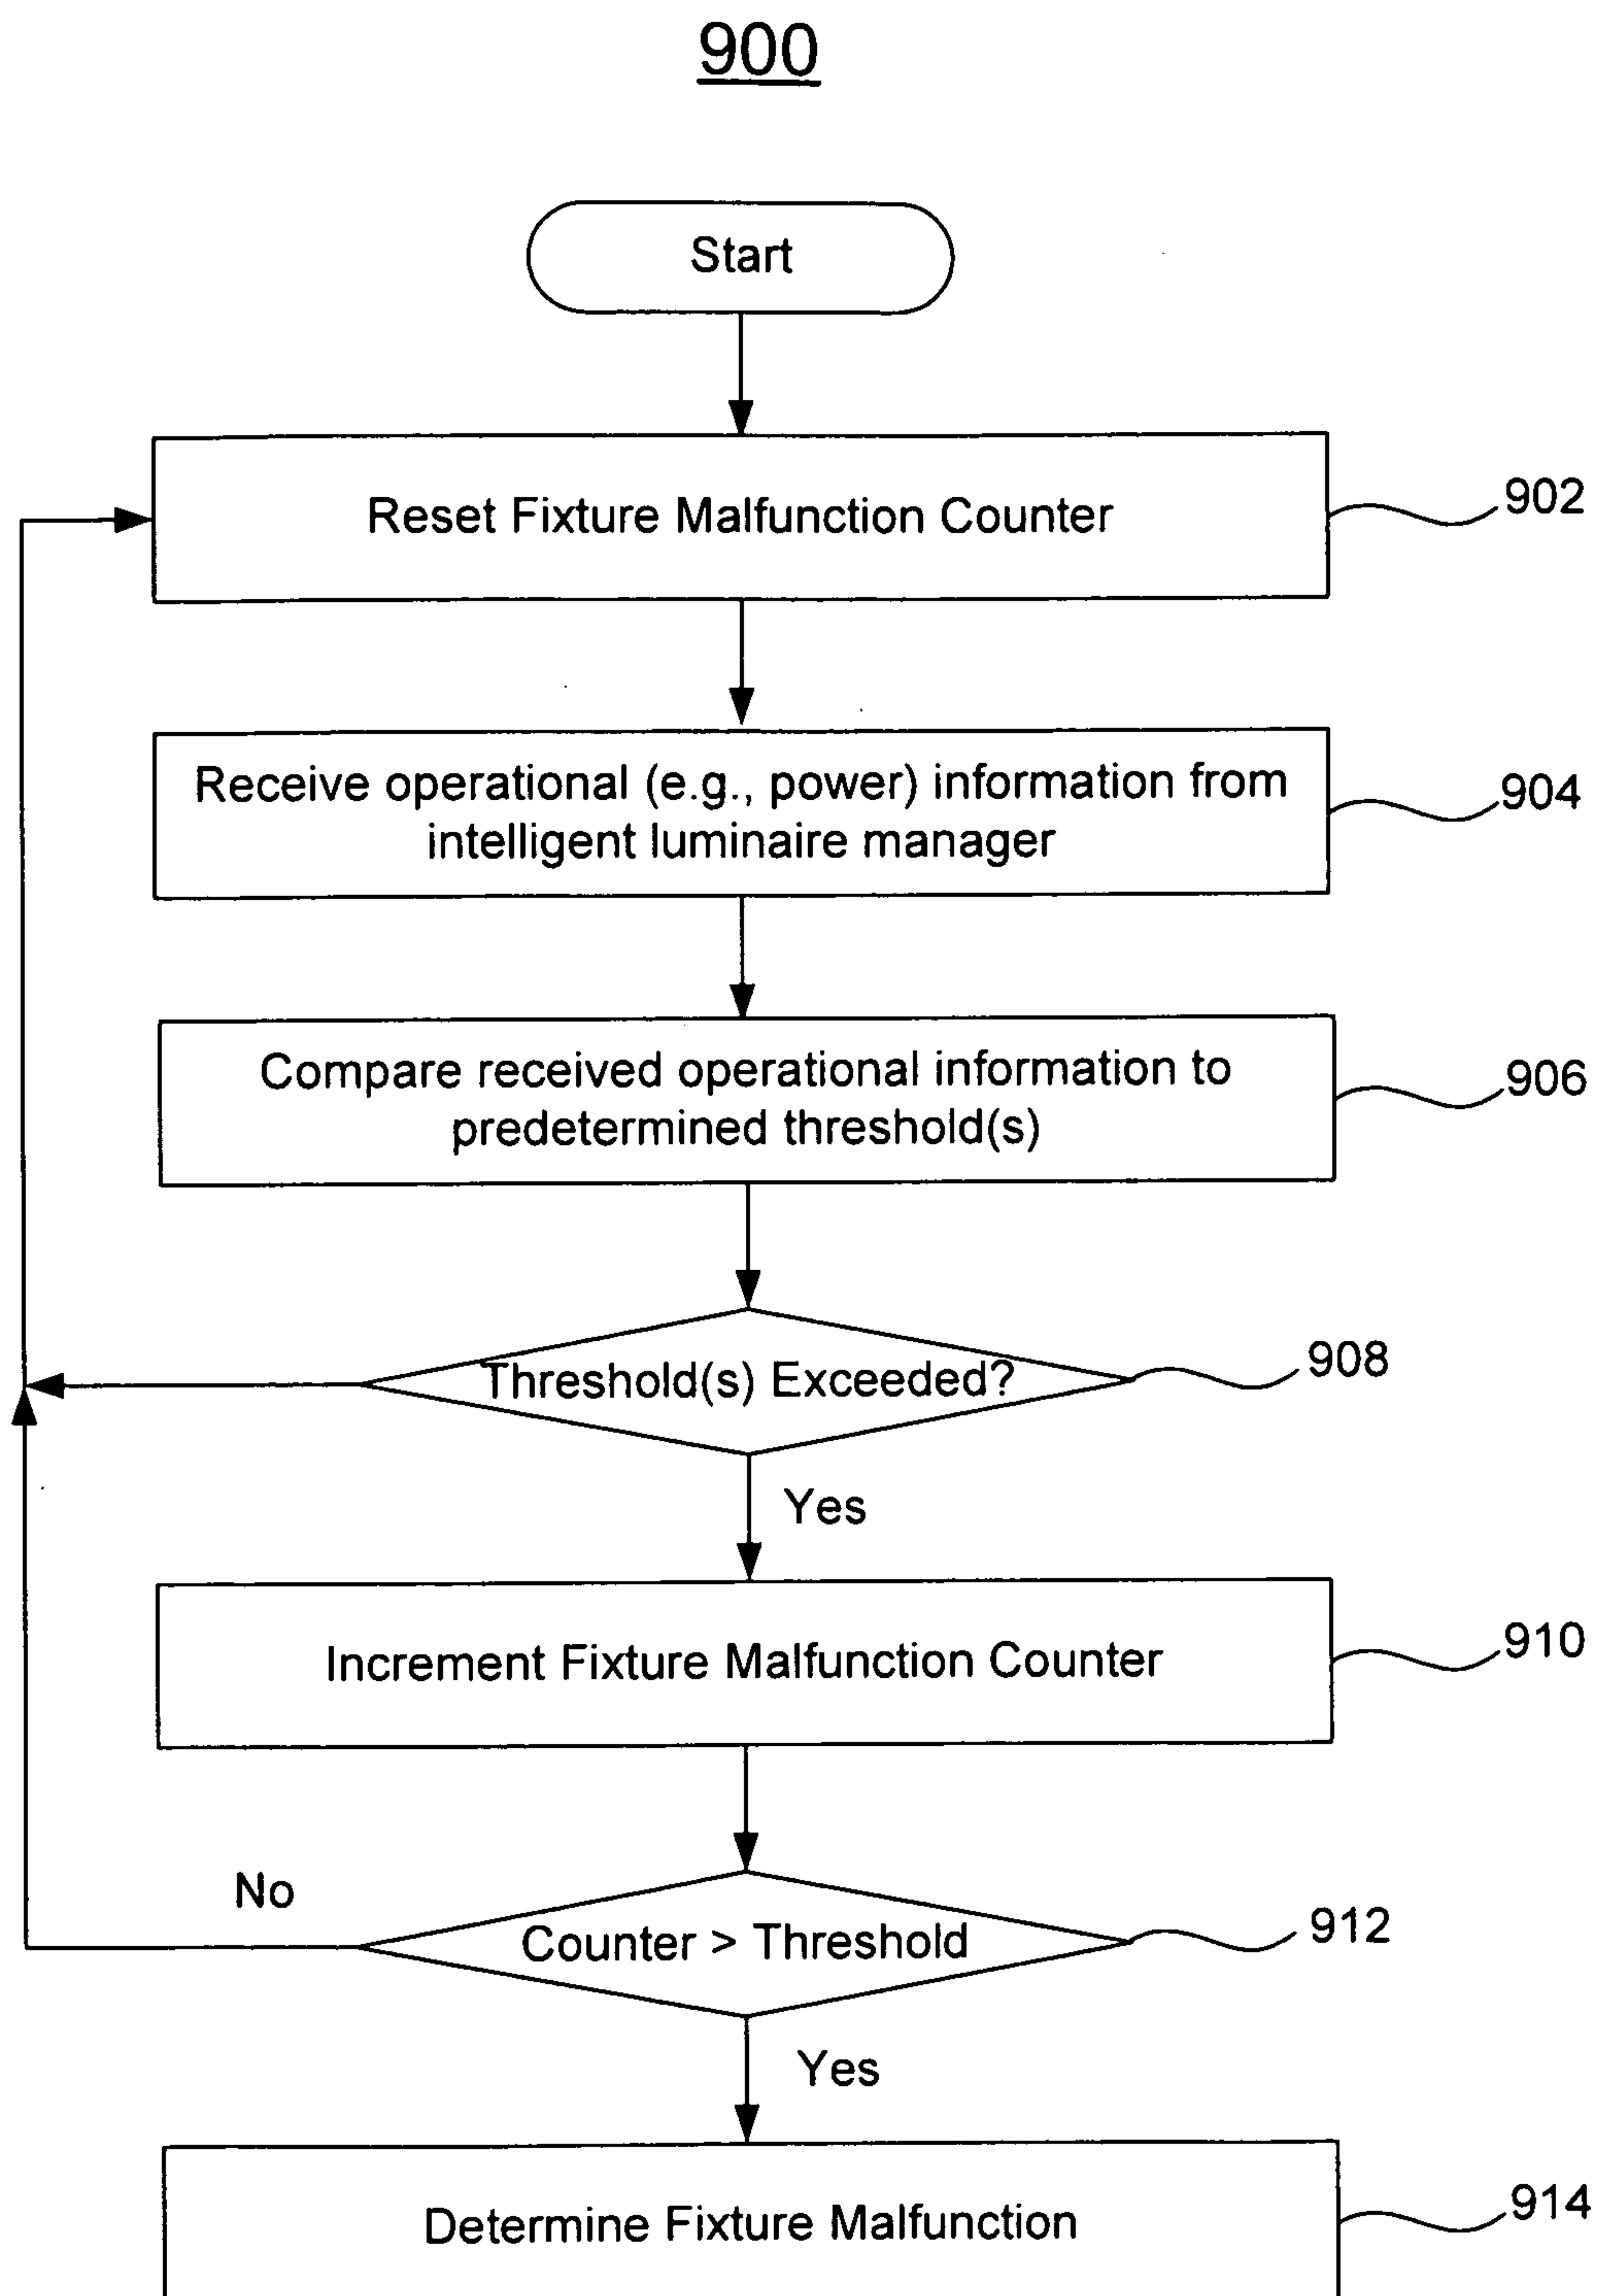 900
Start
Reset Fixture Malfunction Counter
902
Receive operational (e.g., power) information from
intelligent luminaire manager
904
Compare received operational information to
predetermined threshold(s)
906
Threshold(s) Exceeded?
908
Yes
Increment Fixture Malfunction Counter
910
No
Counter > Threshold
912
Yes
Determine Fixture Malfunction
914